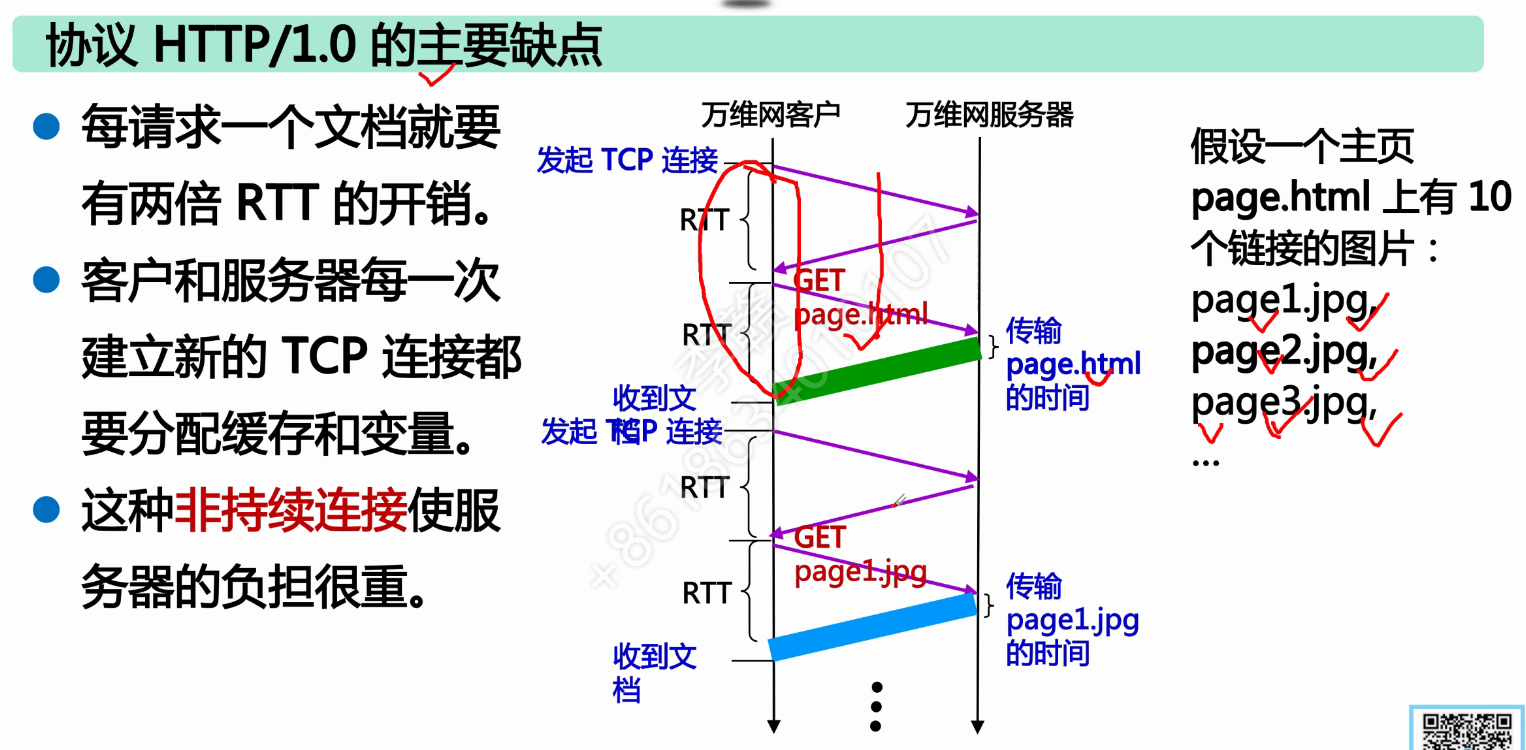 协议 HTTP/1.0 的主要缺点
每请求一个文档就要
有两倍 RTT 的开销。
客户和服务器每一次
建立新的 TCP 连接都
要分配缓存和变量。
这种非持续连接使服
务器的负担很重。
万维网客户
万维网服务器
发起 TCP 连接
RTT
GET
page.html
RTT
传输
page.html
的时间
收到文
档
发起 TCP 连接
RTT
GET
page1.jpg
RTT
传输
page1.jpg
的时间
收到文
档
假设一个主页
page.html 上有 10
个链接的图片：
page1.jpg,
page2.jpg,
page3.jpg,
...